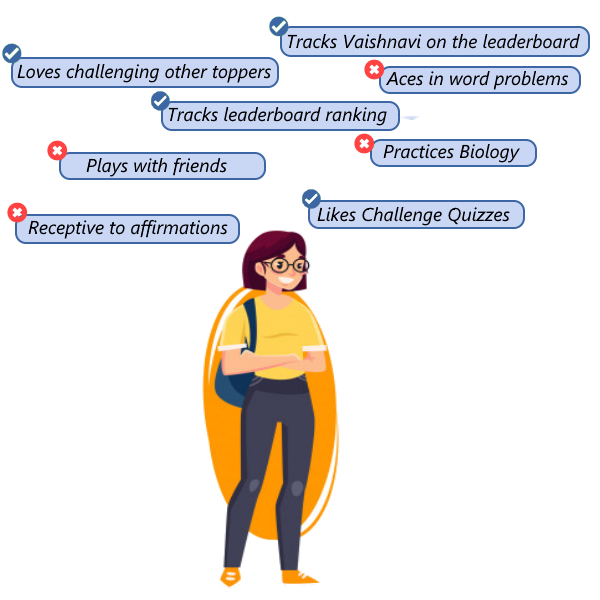 Tracks Vaishnavi on the leaderboard
Loves challenging other toppers
Aces in word problems
Tracks leaderboard ranking
Practices Biology
Plays with friends
Likes Challenge Quizzes
Receptive to affirmations